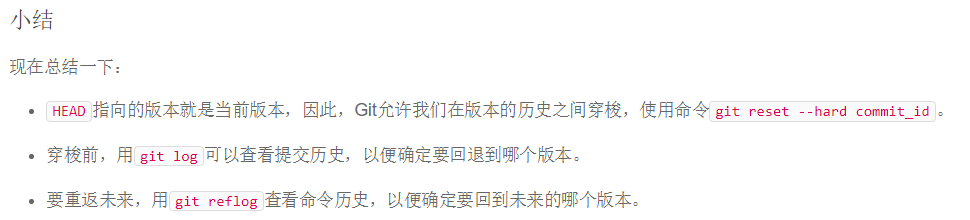 小结
现在总结一下：
HEAD指向的版本就是当前版本，因此，Git允许我们在版本的历史之间穿梭，使用命令git reset --hard commit_id。
穿梭前，用git log可以查看提交历史，以便确定要回退到哪个版本。
要重返未来，用git reflog查看命令历史，以便确定要回到未来的哪个版本。